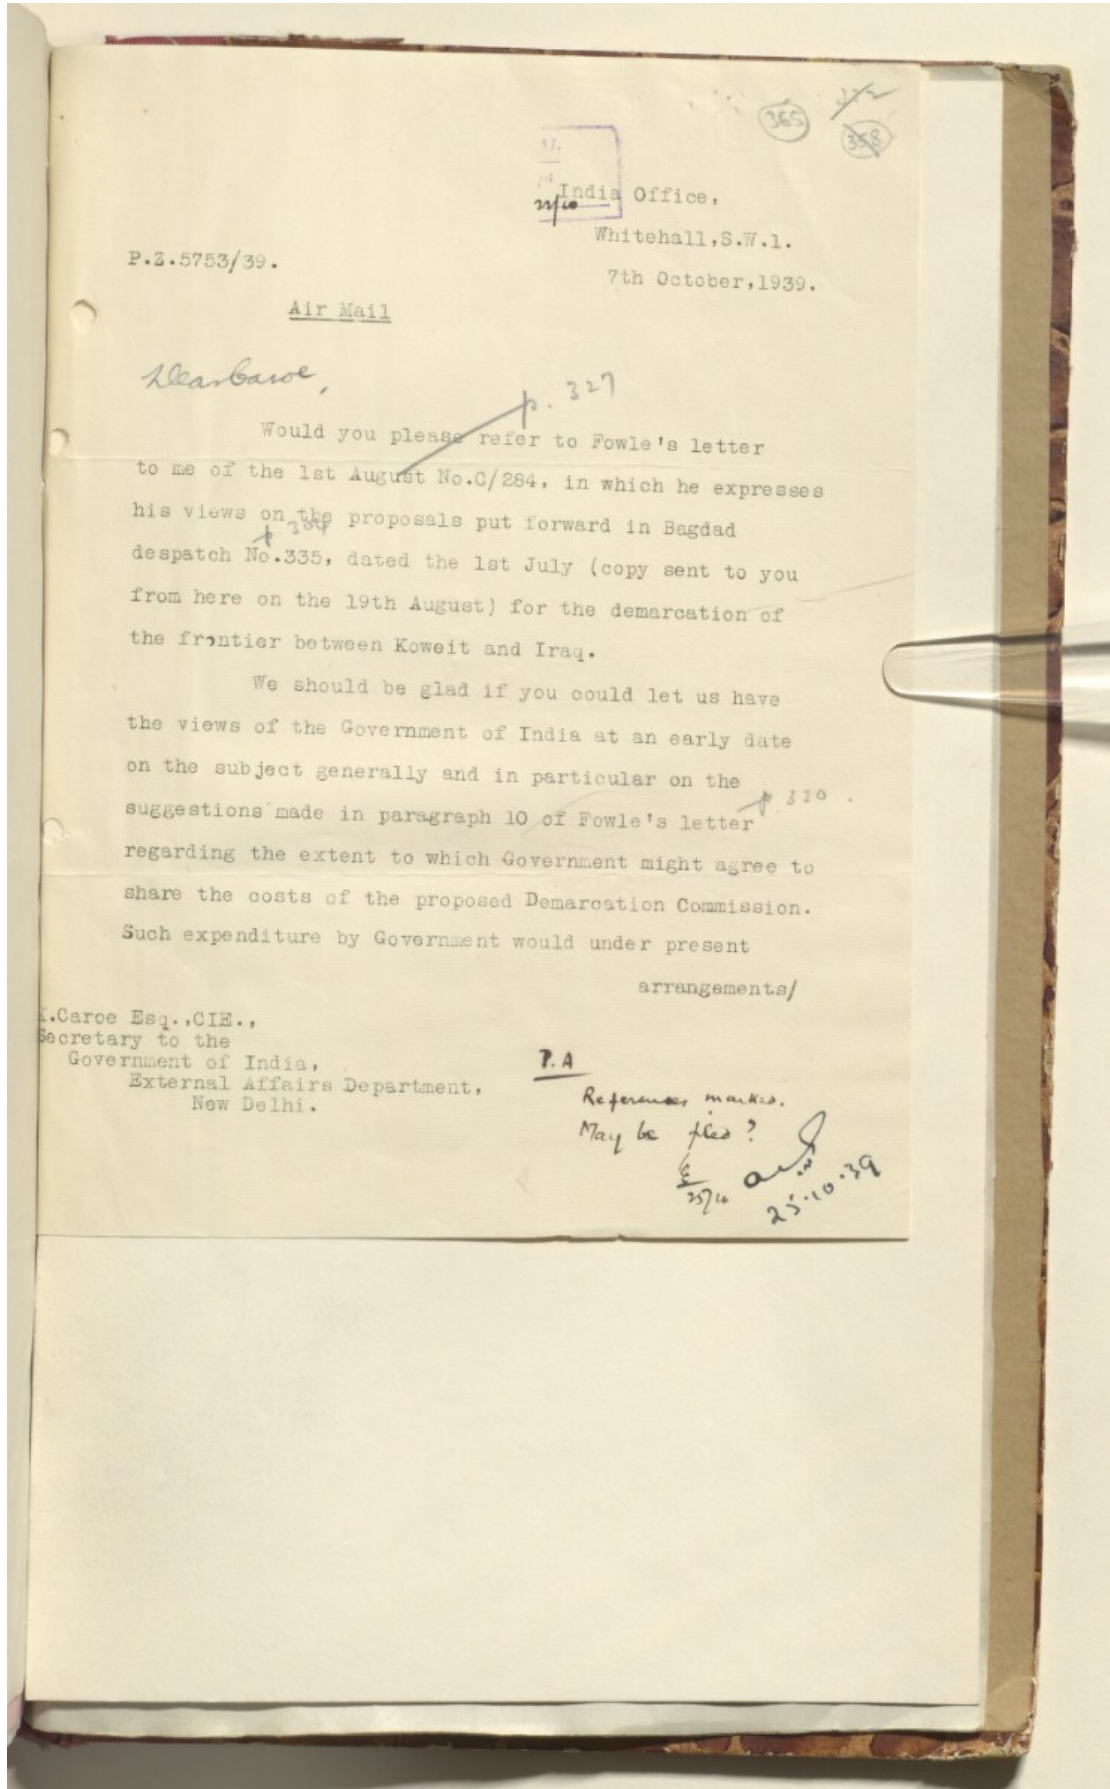 365
358
India Office,
Whitehall,S.W.1.
P.Z.5753/39.
7th October,1939.
Air Mail
Dear Caroe,
p. 327
Would you please refer to Fowle's letter
to me of the 1st August No.C/284, in which he expresses
his views on the proposals put forward in Bagdad
p. 304
despatch No.335, dated the 1st July (copy sent to you
from here on the 19th August) for the demarcation of
the frontier between Koweit and Iraq.
We should be glad if you could let us have
the views of the Government of India at an early date
on the subject generally and in particular on the
p. 320.
suggestions made in paragraph 10 of Fowle's letter
regarding the extent to which Government might agree to
share the costs of the proposed Demarcation Commission.
Such expenditure by Government would under present
arrangements/
K.Caroe Esq.,CIE.,
Secretary to the
Government of India,
External Affairs Department,
New Delhi.
P.A
References marked.
May be filed?
25/10
25.10.39